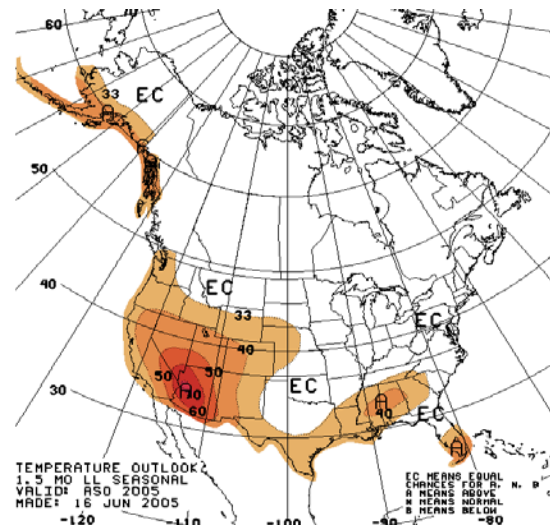 60
EC
33
A
50
40
EC
33
40
EC
50
50
EC
30
A
70
60
A
40
EC
A
TEMPERATURE OUTLOOK
1.5 MO LL SEASONAL
VALID: ASO 2005
MADE: 16 JUN 2005
EC MEANS EQUAL
CHANCES FOR A, N, B
A MEANS ABOVE
N MEANS NORMAL
B MEANS BELOW
-120
-110
-100
-90
-80